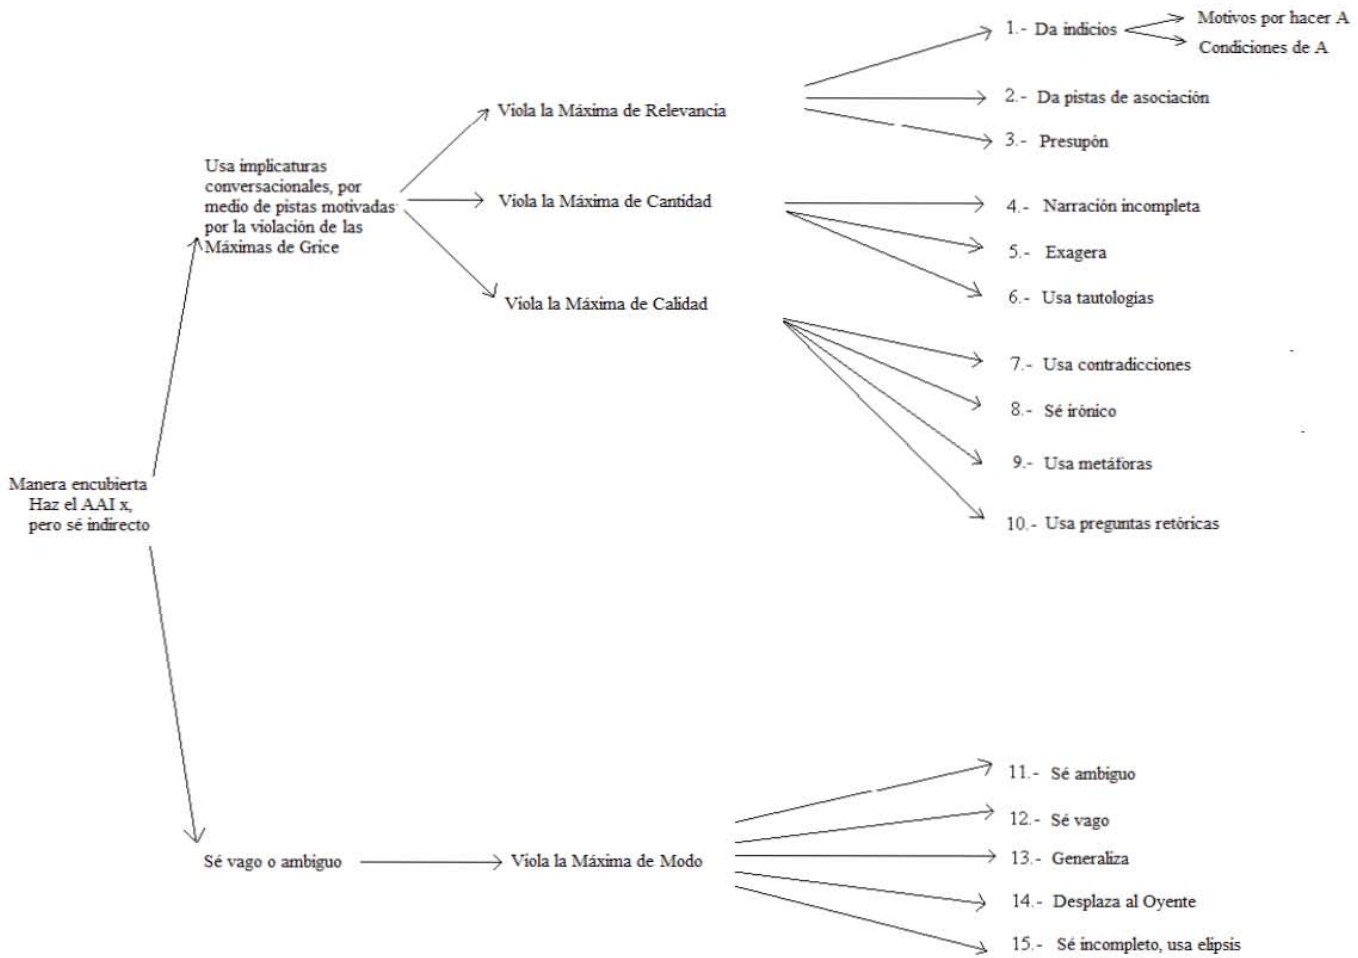 1.- Da indicios
Motivos por hacer A
Condiciones de A
2.- Da pistas de asociación
3.- Presupón
Viola la Máxima de Relevancia
Usa implicaturas
conversacionales, por
medio de pistas motivadas
por la violación de las
Máximas de Grice
Viola la Máxima de Cantidad
4.- Narración incompleta
5.- Exagera
6.- Usa tautologías
Viola la Máxima de Calidad
7.- Usa contradicciones
8.- Sé irónico
9.- Usa metáforas
10.- Usa preguntas retóricas
Manera encubierta
Haz el AAI x,
pero sé indirecto
Sé vago o ambiguo
Viola la Máxima de Modo
11.- Sé ambiguo
12.- Sé vago
13.- Generaliza
14.- Desplaza al Oyente
15.- Sé incompleto, usa elipsis